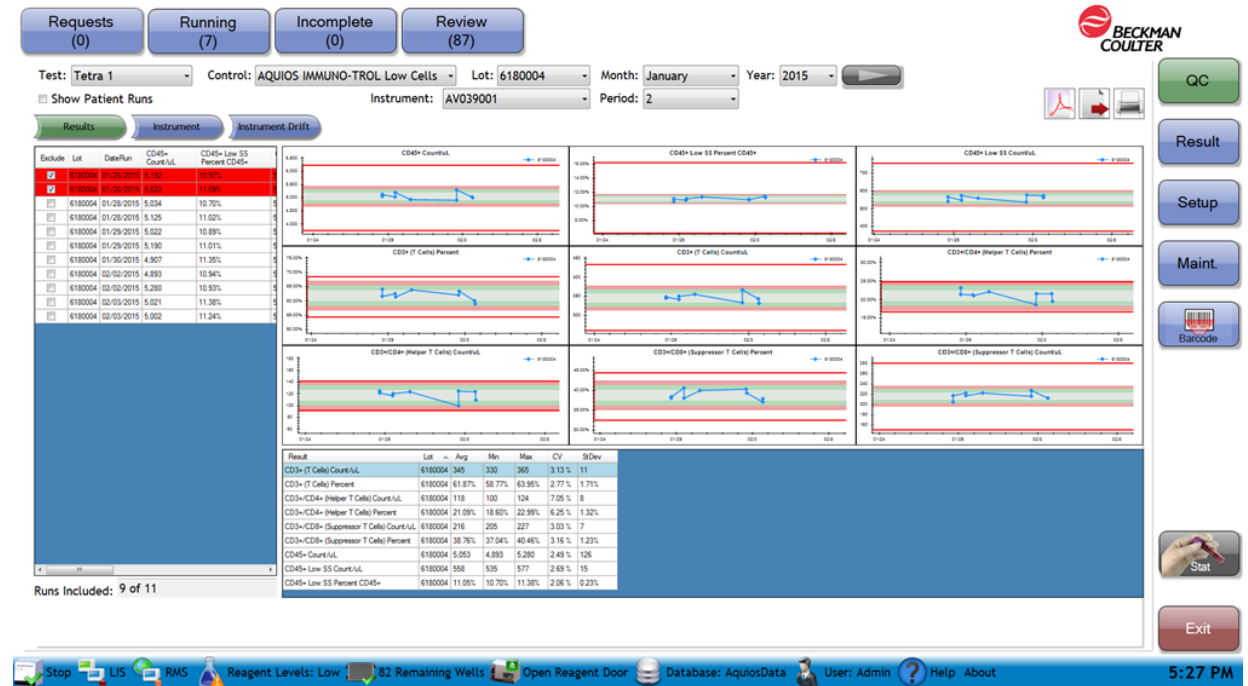 Requests
(0)
Running
(7)
Incomplete
(0)
Review
(87)
BECKMAN
COULTER
Test: Tetra 1 Control: AQUIOS IMMUNO-TROL Low Cells Lot: 6180004 Month: January Year: 2015
Show Patient Runs Instrument: AV039001 Period: 2
QC
Result
Setup
Maint.
Barcode
Stat
Exit
Results Instrument Instrument Drift
Exclude Lot DateRun CD45+ Count/uL CD45+ Low SS Percent CD45+
6180004 01/28/2015 5,034 10.70%
6180004 01/28/2015 5,125 11.02%
6180004 01/29/2015 5,022 10.89%
6180004 01/29/2015 5,190 11.01%
6180004 01/30/2015 4,907 11.35%
6180004 02/02/2015 4,893 10.94%
6180004 02/02/2015 5,280 10.93%
6180004 02/03/2015 5,021 11.38%
6180004 02/03/2015 5,002 11.24%
Runs Included: 9 of 11
CD45+ Count/uL
CD45+ Low SS Percent CD45+
CD45+ Low SS Count/uL
CD3+ (T Cells) Percent
CD3+ (T Cells) Count/uL
CD3+/CD4+ (Helper T Cells) Percent
CD3+/CD4+ (Helper T Cells) Count/uL
CD3+/CD8+ (Suppressor T Cells) Percent
CD3+/CD8+ (Suppressor T Cells) Count/uL
Result Lot Avg Min Max CV StDev
CD3+ (T Cells) Count/uL 6180004 345 330 365 3.13 % 11
CD3+ (T Cells) Percent 6180004 61.87% 58.77% 63.95% 2.77 % 1.71%
CD3+/CD4+ (Helper T Cells) Count/uL 6180004 118 100 124 7.05 % 8
CD3+/CD4+ (Helper T Cells) Percent 6180004 21.09% 18.60% 22.99% 6.25 % 1.32%
CD3+/CD8+ (Suppressor T Cells) Count/uL 6180004 216 205 227 3.03 % 7
CD3+/CD8+ (Suppressor T Cells) Percent 6180004 38.76% 37.04% 40.46% 3.16 % 1.23%
CD45+ Count/uL 6180004 5,053 4,893 5,280 2.49 % 126
CD45+ Low SS Count/uL 6180004 558 535 577 2.69 % 15
CD45+ Low SS Percent CD45+ 6180004 11.05% 10.70% 11.38% 2.06 % 0.23%
Stop LIS RMS Reagent Levels: Low 82 Remaining Wells Open Reagent Door Database: AquiosData User: Admin Help About 5:27 PM